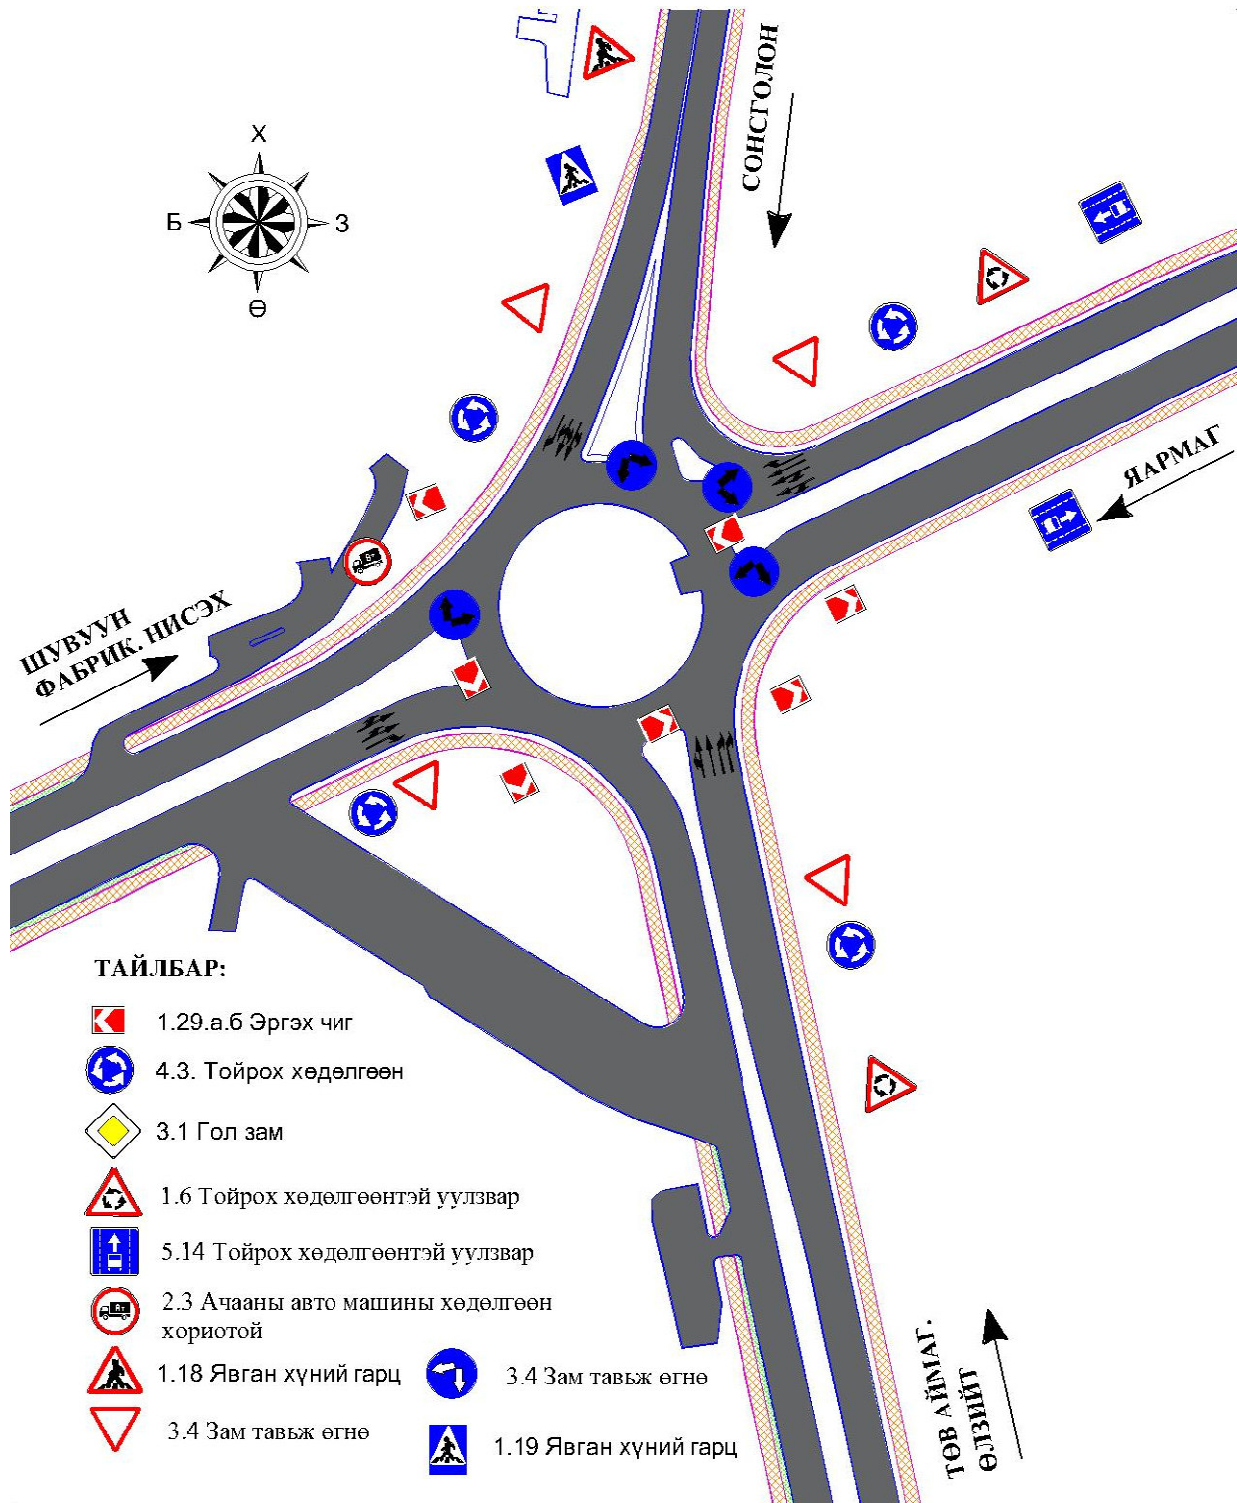 Х
Б
З
Ө
СОНСГОЛОН
ЯАРМАГ
ШУВУУН
ФАБРИК. НИСЭХ
ТАЙЛБАР:
1.29.а.б Эргэх чиг
4.3. Тойрох хөдөлгөөн
3.1 Гол зам
1.6 Тойрох хөдөлгөөнтэй уулзвар
5.14 Тойрох хөдөлгөөнтэй уулзвар
2.3 Ачааны авто машины хөдөлгөөн
хориотой
1.18 Явган хүний гарц
3.4 Зам тавьж өгнө
3.4 Зам тавьж өгнө
1.19 Явган хүний гарц
ТӨВ АЙМАГ.
ӨЛЗИЙТ